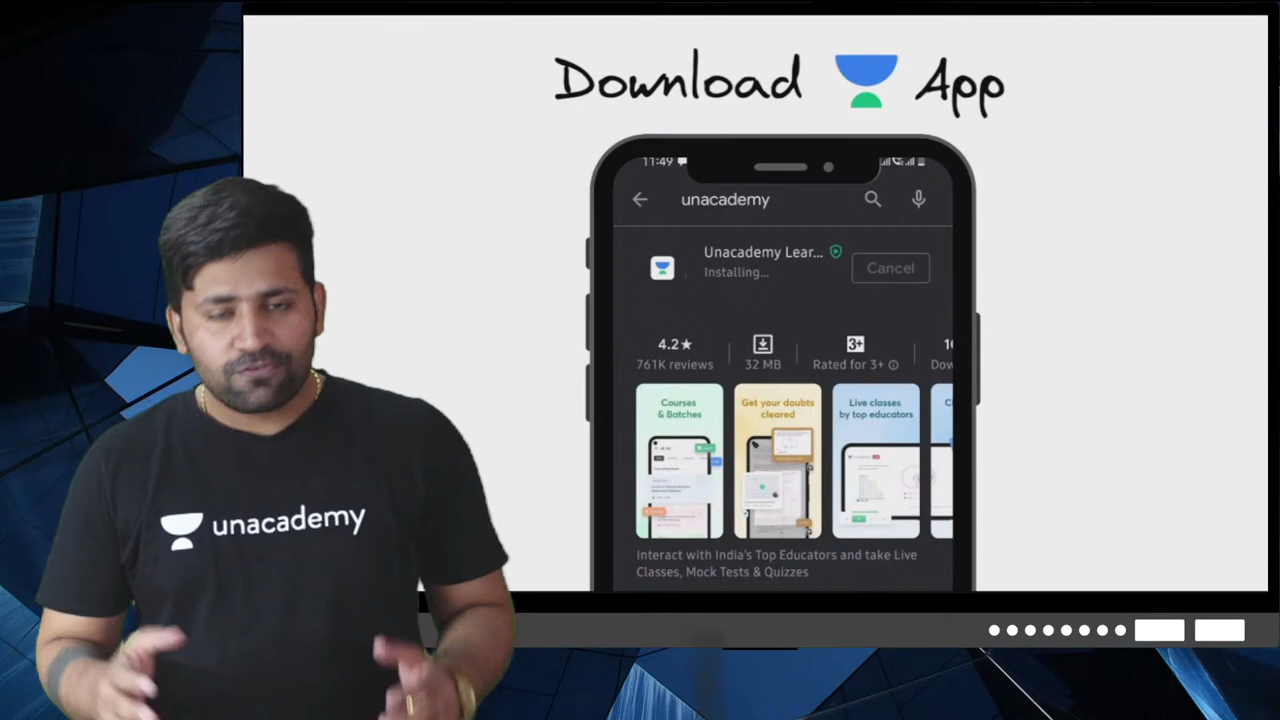 Download App
11:49
unacademy
Unacademy Lear...
Installing...
Cancel
4.2★
761K reviews
32 MB
3+
Rated for 3+
Courses
& Batches
Get your doubts
cleared
Live classes
by top educators
Interact with India's Top Educators and take Live
Classes, Mock Tests & Quizzes
unacademy